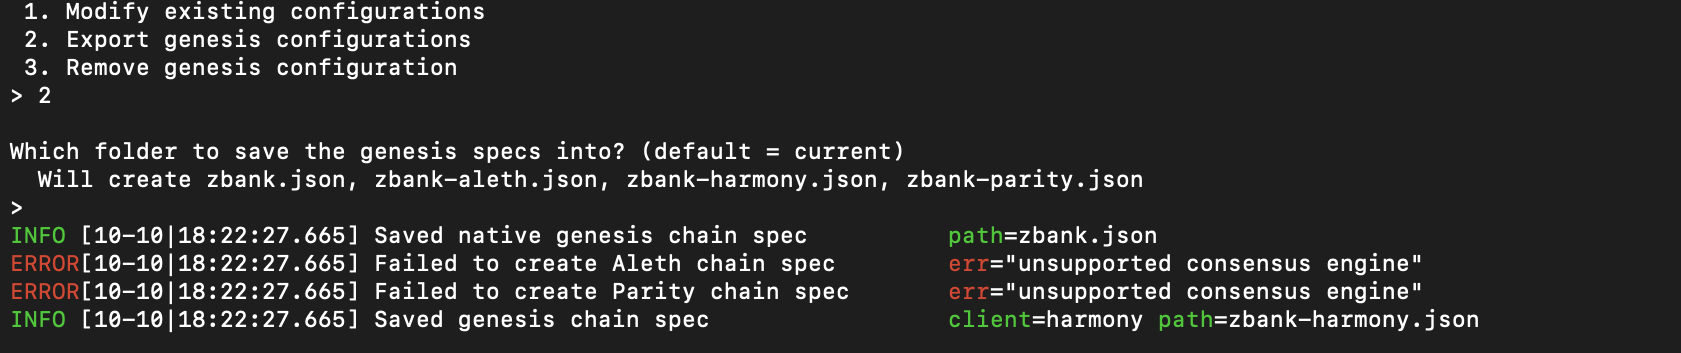 1. Modify existing configurations
2. Export genesis configurations
3. Remove genesis configuration
> 2
Which folder to save the genesis specs into? (default = current)
Will create zbank.json, zbank-aleth.json, zbank-harmony.json, zbank-parity.json
>
INFO [10-10|18:22:27.665] Saved native genesis chain spec path=zbank.json
ERROR[10-10|18:22:27.665] Failed to create Aleth chain spec err="unsupported consensus engine"
ERROR[10-10|18:22:27.665] Failed to create Parity chain spec err="unsupported consensus engine"
INFO [10-10|18:22:27.665] Saved genesis chain spec client=harmony path=zbank-harmony.json